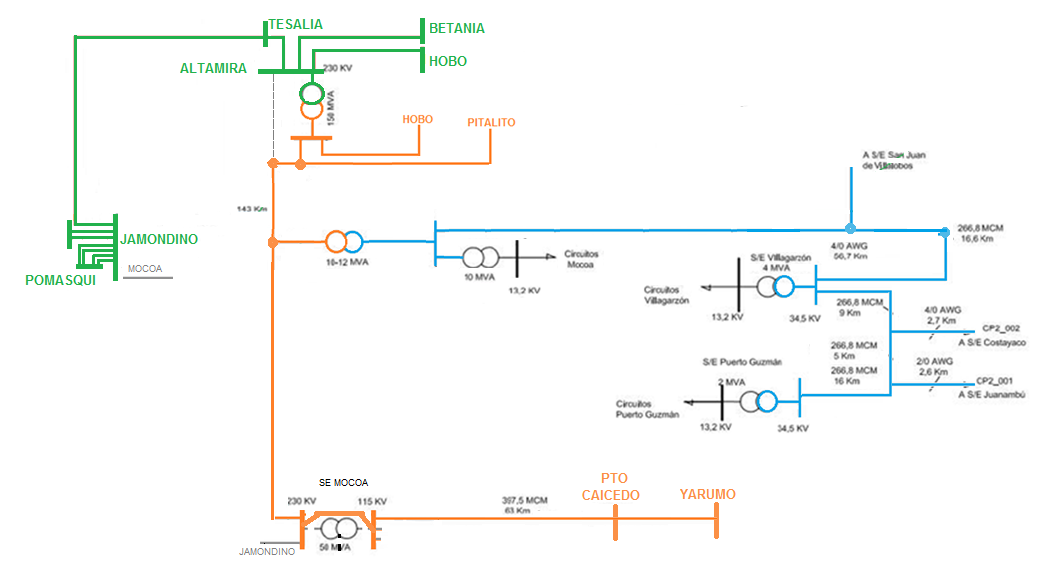 TESALIA
BETANIA
HOBO
ALTAMIRA
230 KV
150 MVA
HOBO
PITALITO
A S/E San Juan
de Villalobos
143 Km
JAMONDINO
MOCOA
POMASQUI
10-12 MVA
10 MVA
13,2 KV
Circuitos
Mocoa
266,8 MCM
16,6 Km
4/0 AWG
56,7 Km
S/E Villagarzón
4 MVA
Circuitos
Villagarzón
13,2 KV
34,5 KV
266,8 MCM
9 Km
4/0 AWG
2,7 Km
CP2_002
A S/E Costayaco
266,8 MCM
5 Km
266,8 MCM
16 Km
2/0 AWG
2,6 Km
CP2_001
A S/E Juanambú
S/E Puerto Guzmán
2 MVA
Circuitos
Puerto Guzmán
13,2 KV
34,5 KV
SE MOCOA
230 KV
115 KV
50 MVA
JAMONDINO
397,5 MCM
63 Km
PTO
CAICEDO
YARUMO